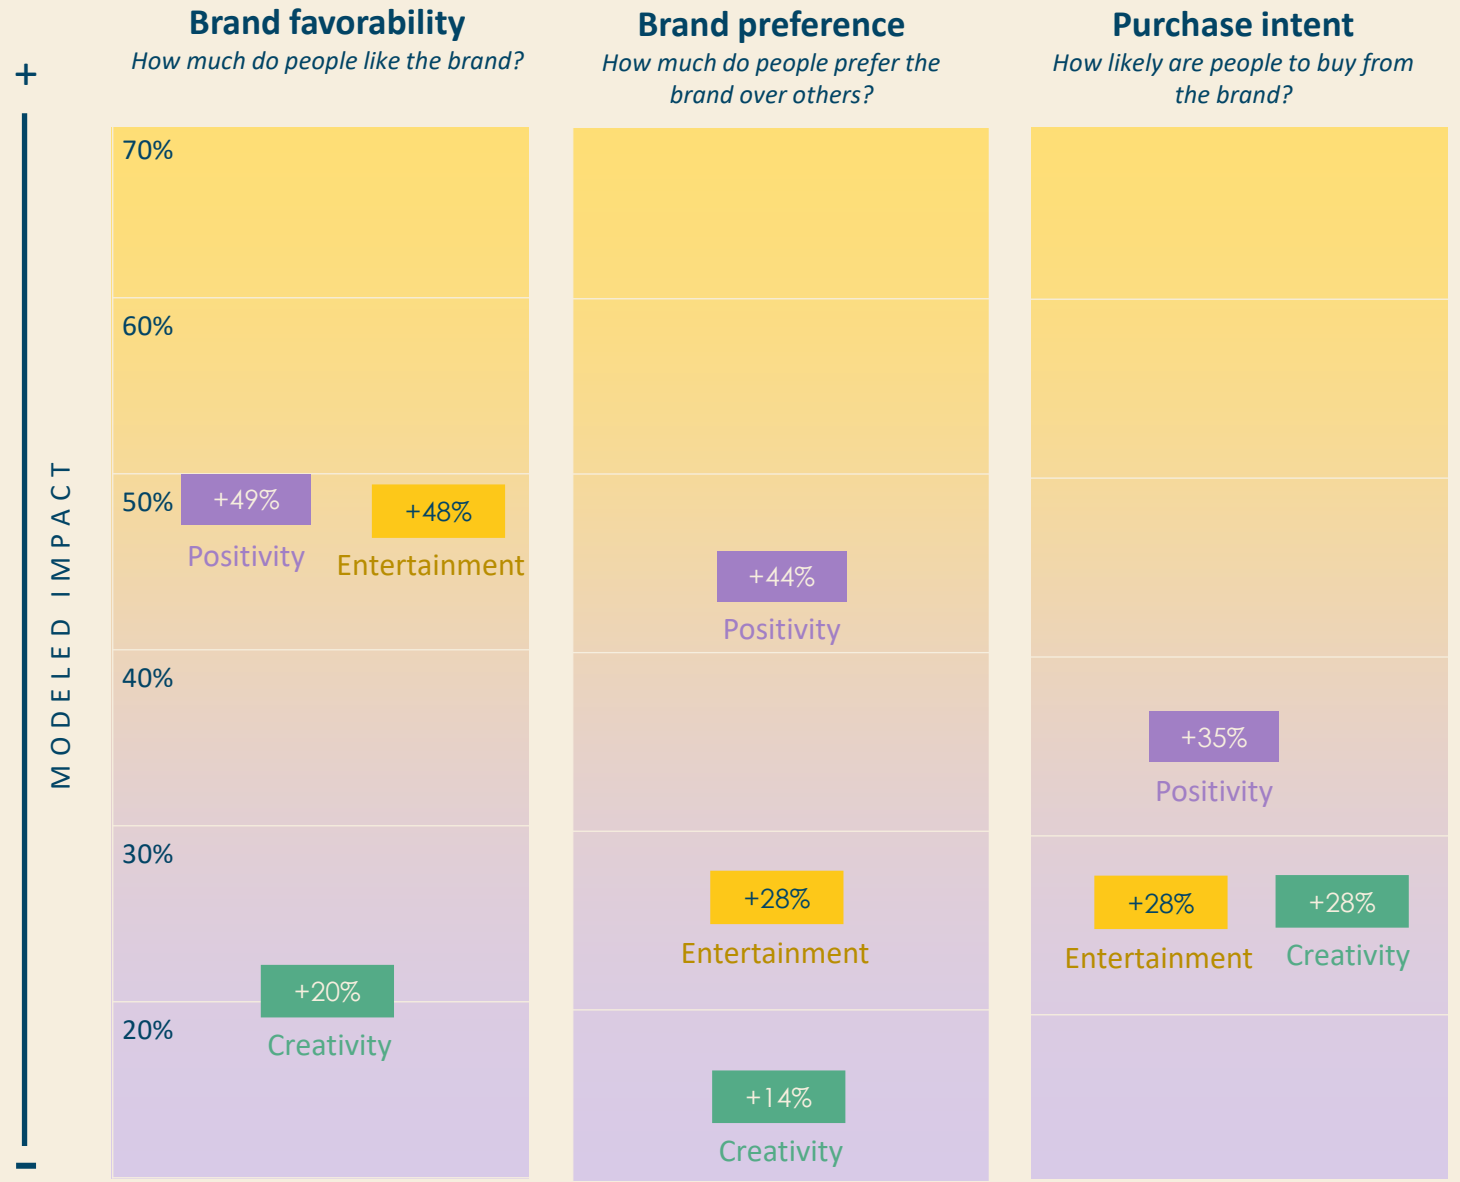 Brand favorability
How much do people like the brand?
Brand preference
How much do people prefer the
brand over others?
Purchase intent
How likely are people to buy from
the brand?
+
MODELED IMPACT
-
70%
60%
50%
40%
30%
20%
+49%
Positivity
+48%
Entertainment
+20%
Creativity
+44%
Positivity
+28%
Entertainment
+14%
Creativity
+35%
Positivity
+28%
Entertainment
+28%
Creativity